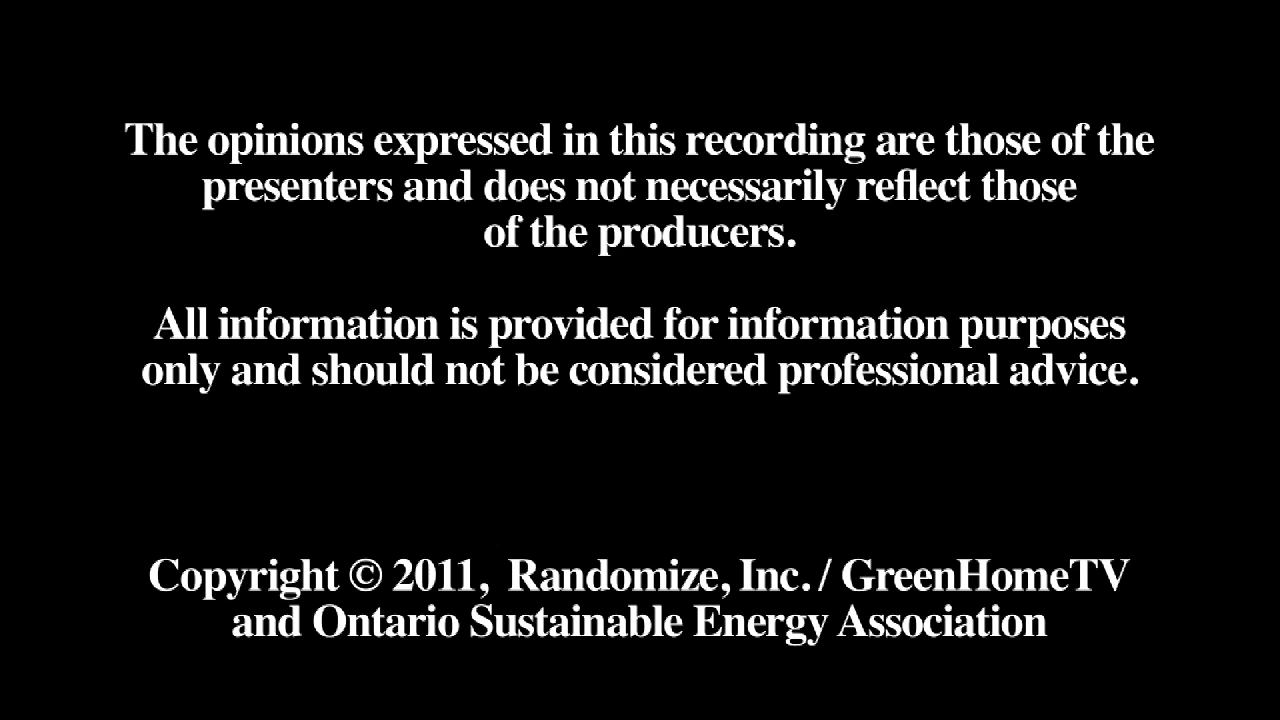 The opinions expressed in this recording are those of the
presenters and does not necessarily reflect those
of the producers.
All information is provided for information purposes
only and should not be considered professional advice.
Copyright © 2011, Randomize, Inc. / GreenHomeTV
and Ontario Sustainable Energy Association